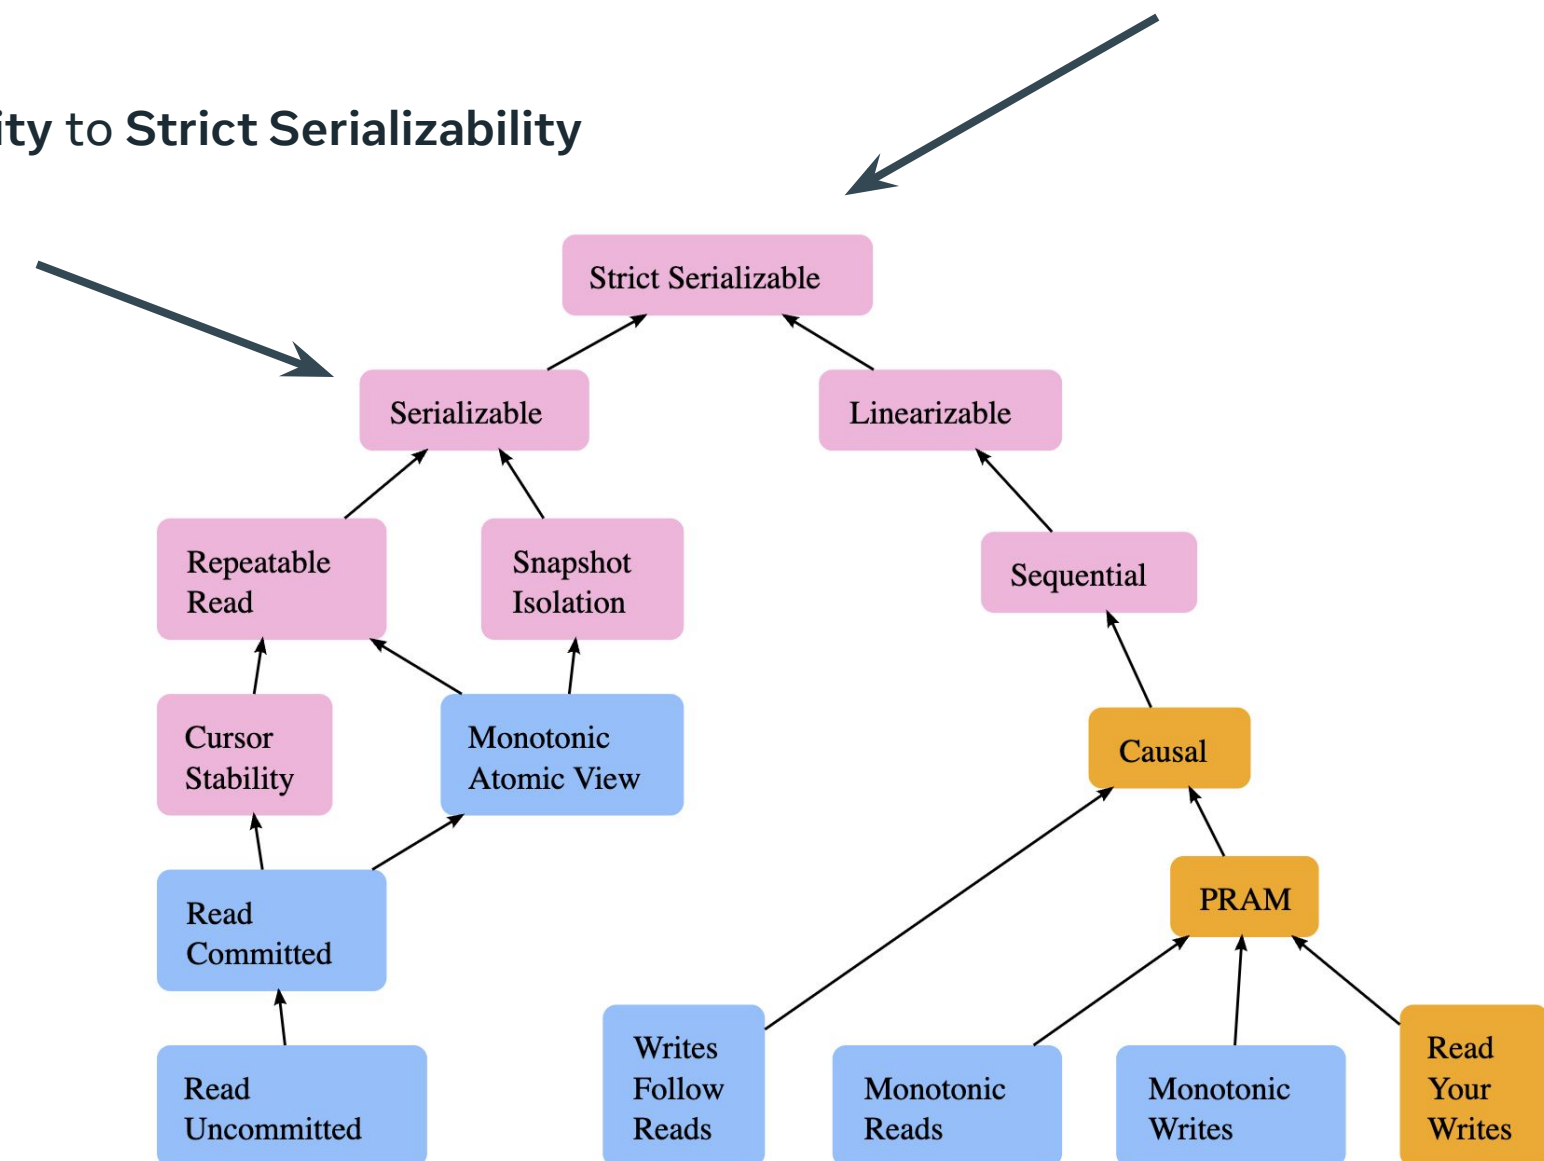 ity to Strict Serializability
Strict Serializable
Serializable
Linearizable
Repeatable
Read
Snapshot
Isolation
Sequential
Cursor
Stability
Monotonic
Atomic View
Causal
Read
Committed
PRAM
Read
Uncommitted
Writes
Follow
Reads
Monotonic
Reads
Monotonic
Writes
Read
Your
Writes